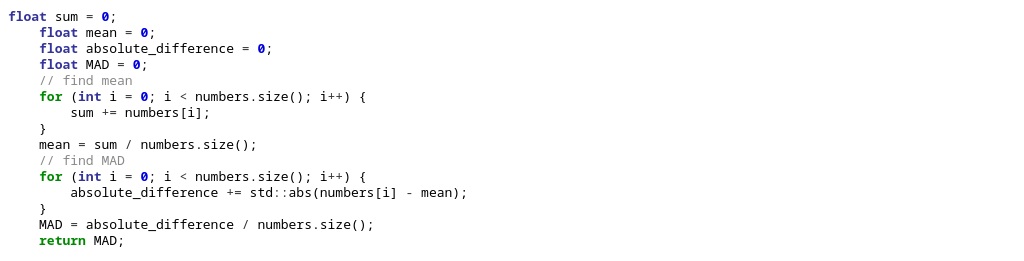 float sum = 0;
    float mean = 0;
    float absolute_difference = 0;
    float MAD = 0;
    // find mean
    for (int i = 0; i < numbers.size(); i++) {
        sum += numbers[i];
    }
    mean = sum / numbers.size();
    // find MAD
    for (int i = 0; i < numbers.size(); i++) {
        absolute_difference += std::abs(numbers[i] - mean);
    }
    MAD = absolute_difference / numbers.size();
    return MAD;